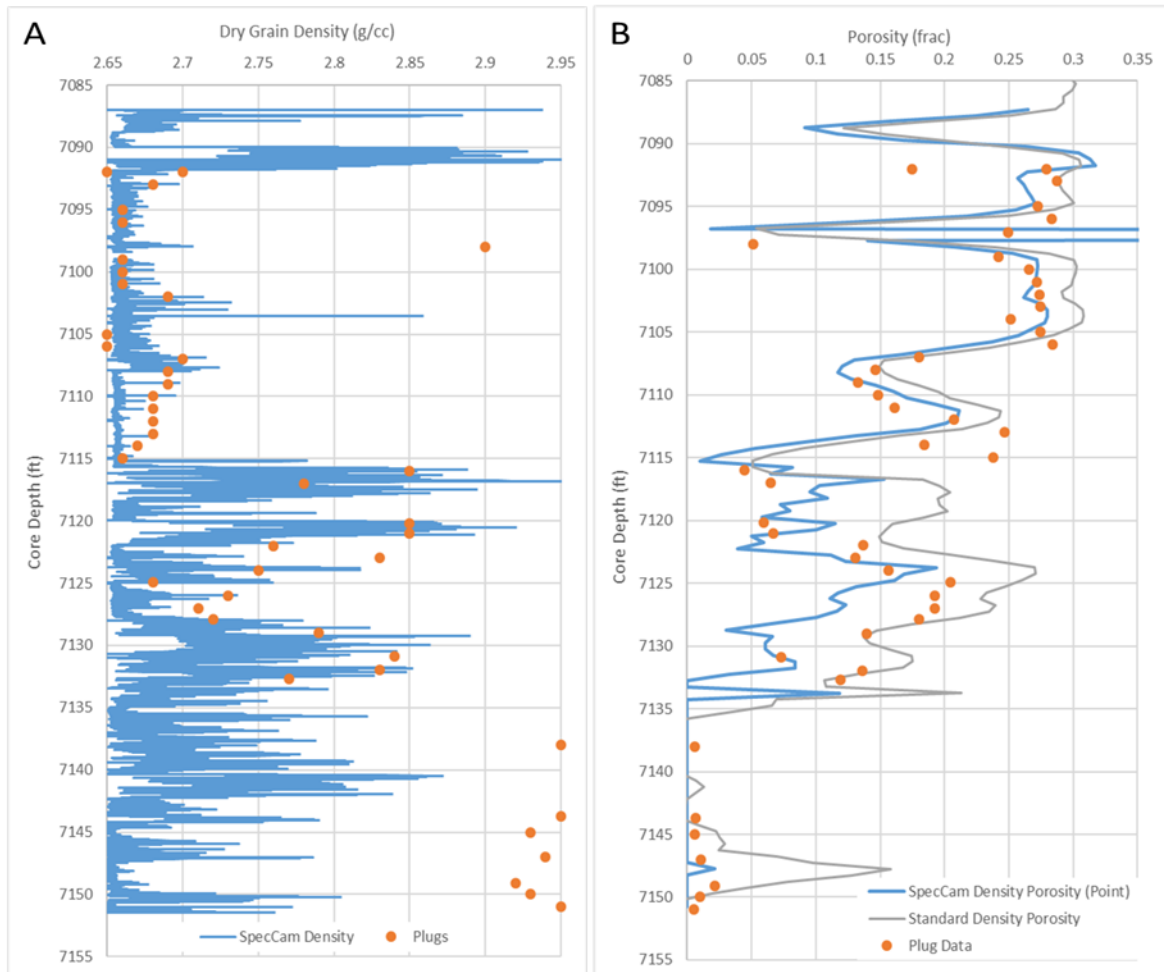 A
Dry Grain Density (g/cc)
2.65 2.7 2.75 2.8 2.85 2.9 2.95
7085
7090
7095
7100
7105
7110
7115
7120
7125
7130
7135
7140
7145
7150
7155
Core Depth (ft)
SpecCam Density
Plugs
B
Porosity (frac)
0 0.05 0.1 0.15 0.2 0.25 0.3 0.35
7085
7090
7095
7100
7105
7110
7115
7120
7125
7130
7135
7140
7145
7150
7155
Core Depth (ft)
SpecCam Density Porosity (Point)
Standard Density Porosity
Plug Data